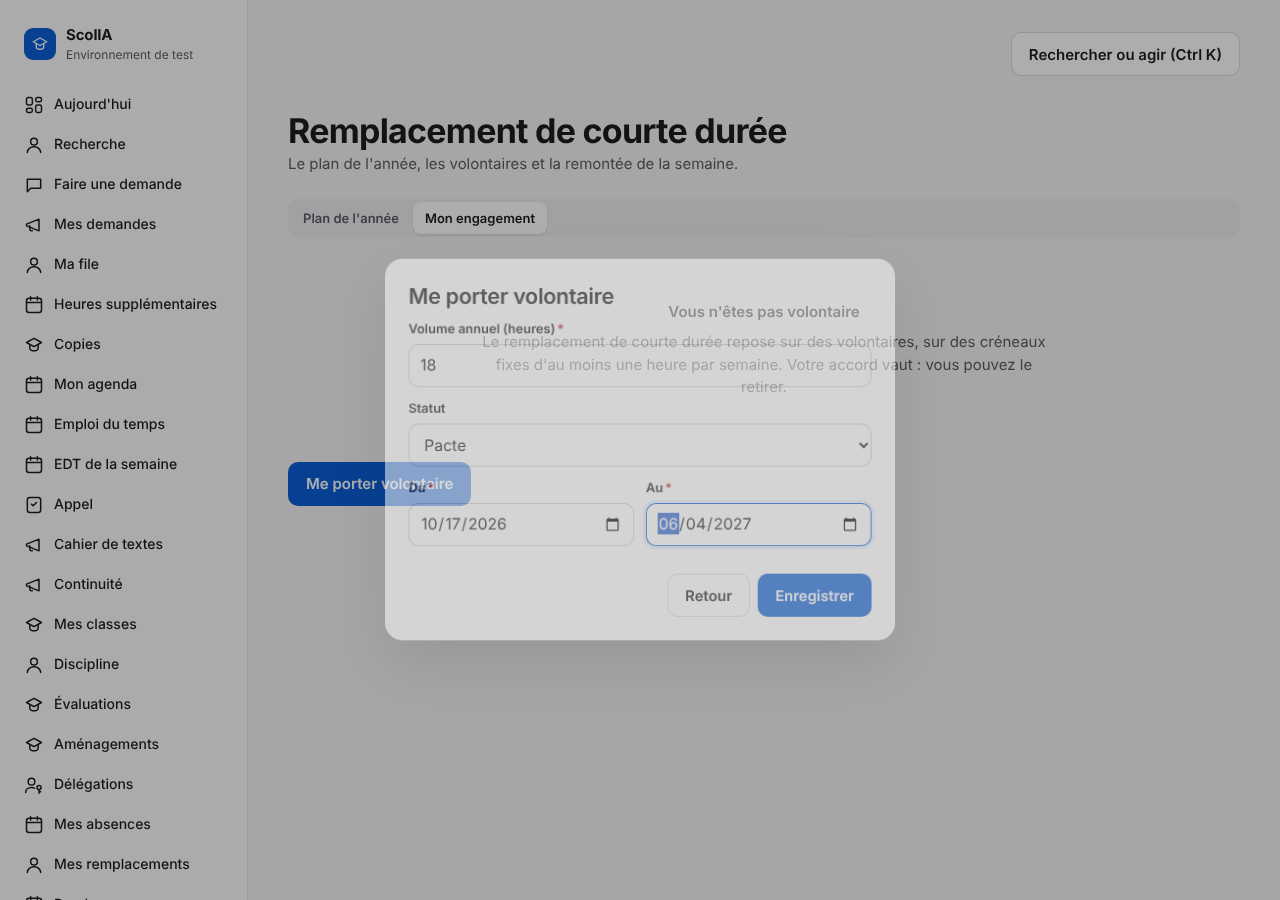 ScolIA
Environnement de test
Aujourd'hui
Recherche
Faire une demande
Mes demandes
Ma file
Heures supplémentaires
Copies
Mon agenda
Emploi du temps
EDT de la semaine
Appel
Cahier de textes
Continuité
Mes classes
Discipline
Évaluations
Aménagements
Délégations
Mes absences
Mes remplacements
Rechercher ou agir (Ctrl K)
Remplacement de courte durée
Le plan de l'année, les volontaires et la remontée de la semaine.
Plan de l'année
Mon engagement
Vous n'êtes pas volontaire
Le remplacement de courte durée repose sur des volontaires, sur des créneaux
fixes d'au moins une heure par semaine. Votre accord vaut : vous pouvez le
retirer.
Me porter volontaire
Me porter volontaire
Volume annuel (heures) *
18
Statut
Pacte
Du *
10/17/2026
Au *
06/04/2027
Retour
Enregistrer